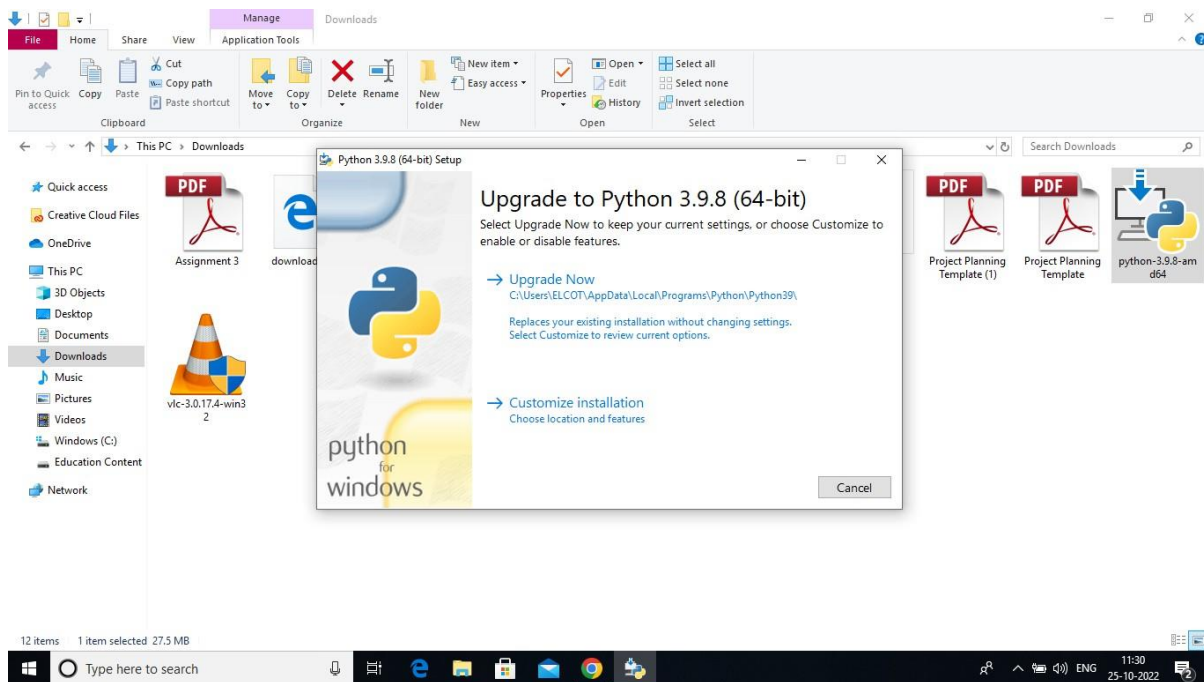 Manage
Downloads
File
Home
Share
View
Application Tools
Pin to Quick
access
Copy
Paste
Cut
Copy path
Paste shortcut
Clipboard
Move
to
Copy
to
Delete
Rename
Organize
New
folder
New item
Easy access
New
Properties
Open
Edit
History
Open
Select all
Select none
Invert selection
Select
This PC
Downloads
Search Downloads
Quick access
Creative Cloud Files
OneDrive
This PC
3D Objects
Desktop
Documents
Downloads
Music
Pictures
Videos
Windows (C:)
Education Content
Network
PDF
Assignment 3
download
vlc-3.0.17.4-win3
2
Python 3.9.8 (64-bit) Setup
Upgrade to Python 3.9.8 (64-bit)
Select Upgrade Now to keep your current settings, or choose Customize to
enable or disable features.
Upgrade Now
C:\Users\ELCOT\AppData\Local\Programs\Python\Python39\
Replaces your existing installation without changing settings.
Select Customize to review current options.
Customize installation
Choose location and features
python
for
windows
Cancel
PDF
Project Planning
Template (1)
PDF
Project Planning
Template
python-3.9.8-am
d64
12 items
1 item selected 27.5 MB
Type here to search
ENG
11:30
25-10-2022
2